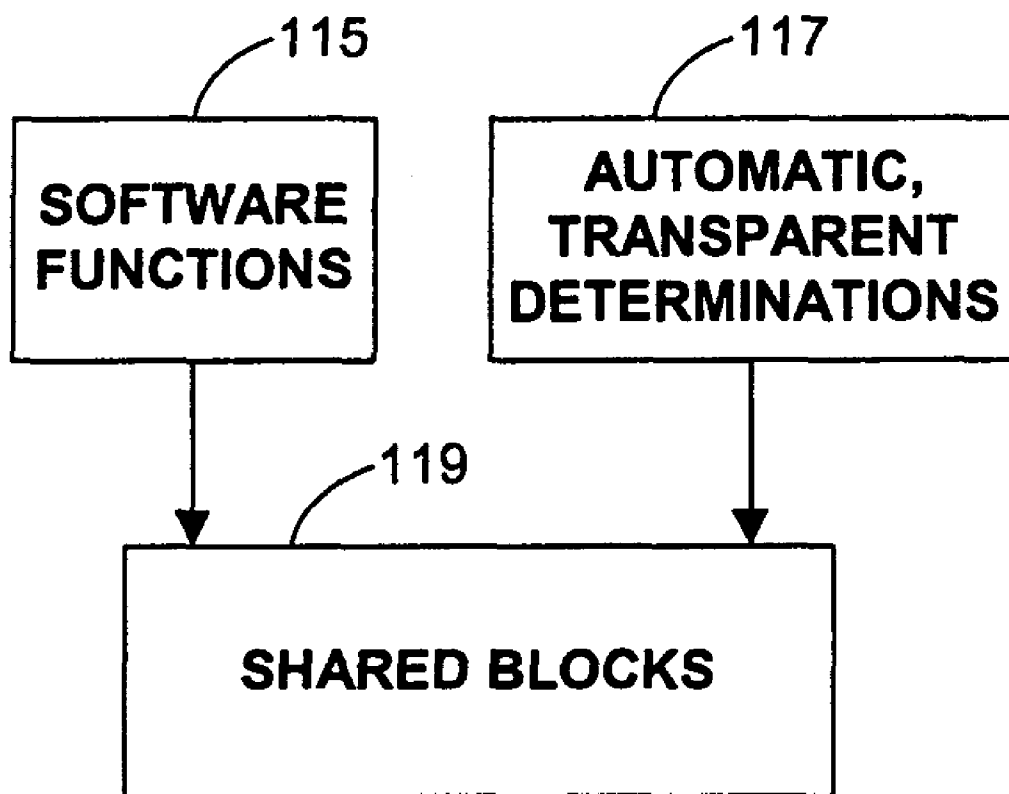 115
117
SOFTWARE
FUNCTIONS
AUTOMATIC,
TRANSPARENT
DETERMINATIONS
119
SHARED BLOCKS